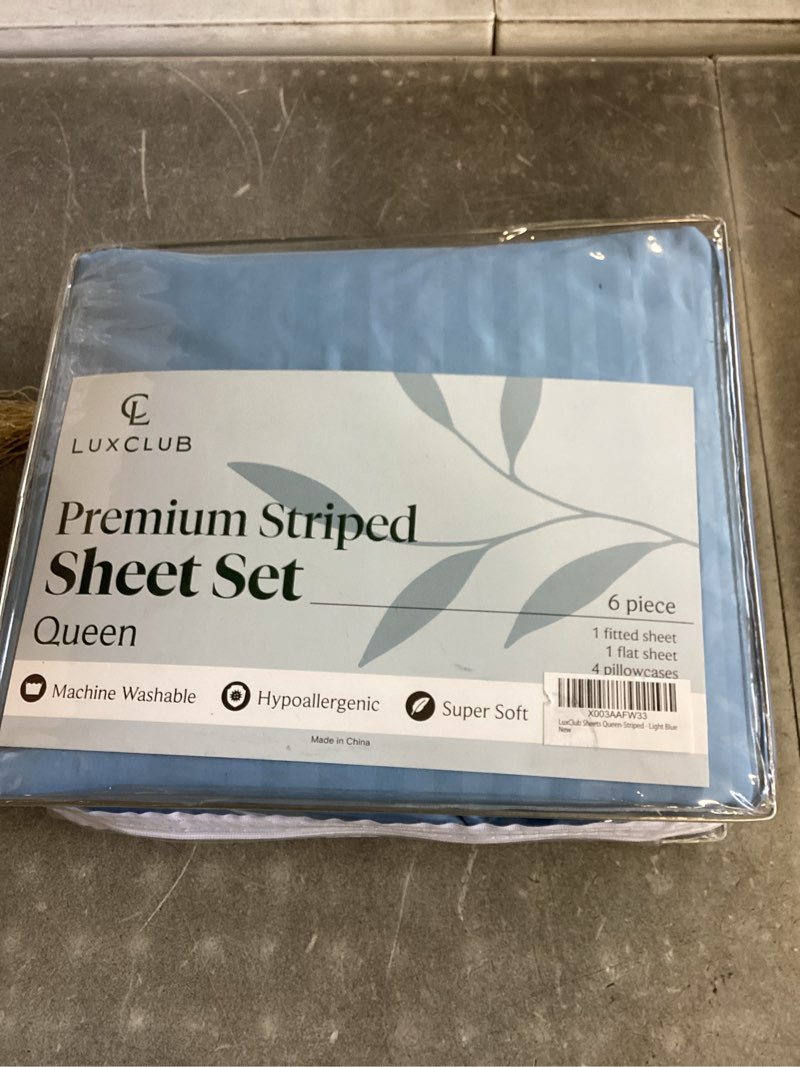 CL
LUXCLUB
Premium Striped
Sheet Set
Queen
6 piece
1 fitted sheet
1 flat sheet
4 pillowcases
Machine Washable
Hypoallergenic
Super Soft
X003AAFW33
LuxClub Sheets Queen Striped - Light Blue
New
Made in China